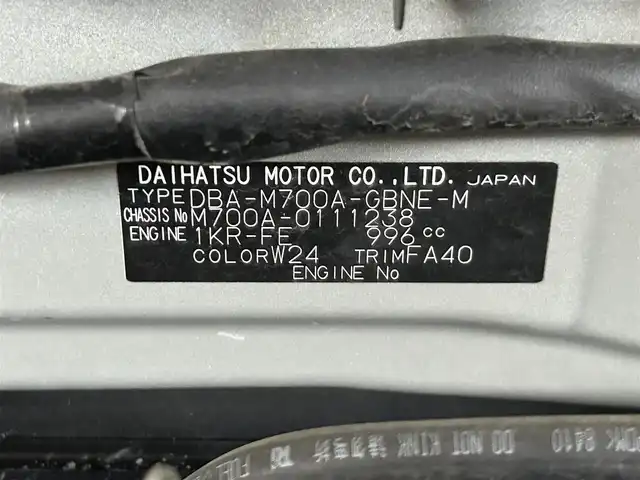 DAIHATSU MOTOR CO.,LTD. JAPAN
TYPE DBA-M700A-GBNE-M
CHASSIS No M700A-0111238
ENGINE 1KR-FE 996 cc
COLOR W24 TRIM FA40
ENGINE No
DO NOT KINK 8410